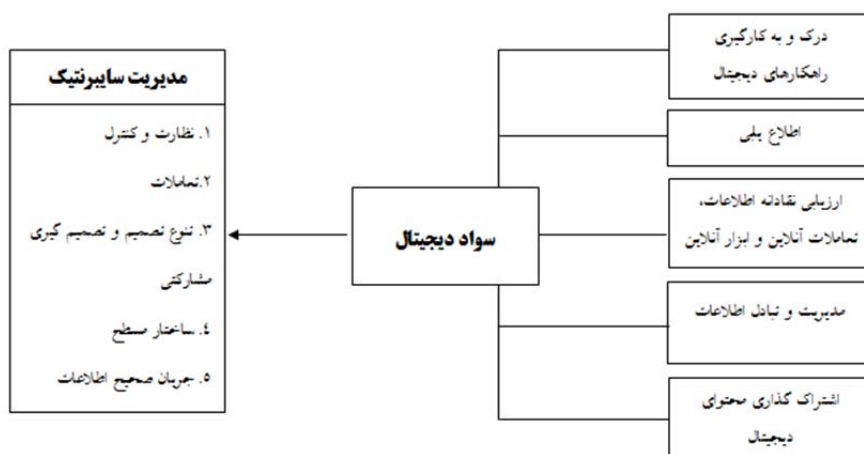 درک و به کارگیری
راهکارهای دیجیتال
اطلاع یابی
ارزیابی نقادانه اطلاعات،
تعاملات آنلاین و ابزار آنلاین
مدیریت و تبادل اطلاعات
اشتراک گذاری محتوای
دیجیتال
سواد دیجیتال
مدیریت سایبرنتیک
۱. نظارت و کنترل
۲.تعاملات
۳. تنوع تصمیم و تصمیم گیری
مشارکتی
۴. ساختار مسطح
۵. جریان صحیح اطلاعات